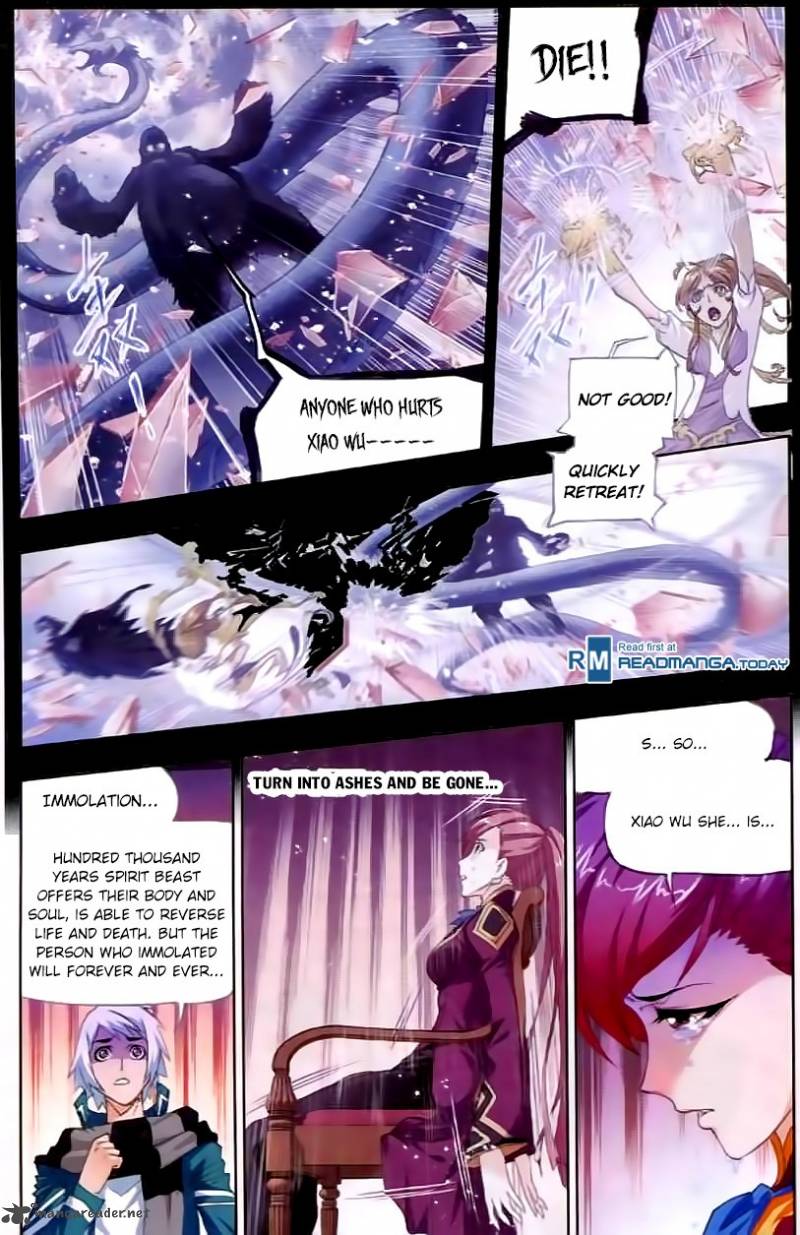 DIE!!
ANYONE WHO HURTS
XIAO WU-----
NOT GOOD!
QUICKLY
RETREAT!
RM
Read first at
READMANGA.TODAY
IMMOLATION...
HUNDRED THOUSAND
YEARS SPIRIT BEAST
OFFERS THEIR BODY AND
SOUL, IS ABLE TO REVERSE
LIFE AND DEATH. BUT THE
PERSON WHO IMMOLATED
WILL FOREVER AND EVER...
TURN INTO ASHES AND BE GONE...
S... SO...
XIAO WU SHE... IS...
mangareader.net